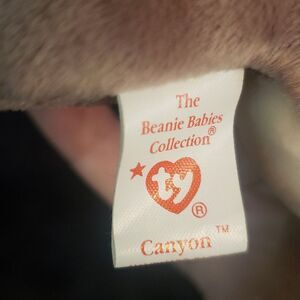 The
Beanie Babies
Collection®
ty
®
Canyon™